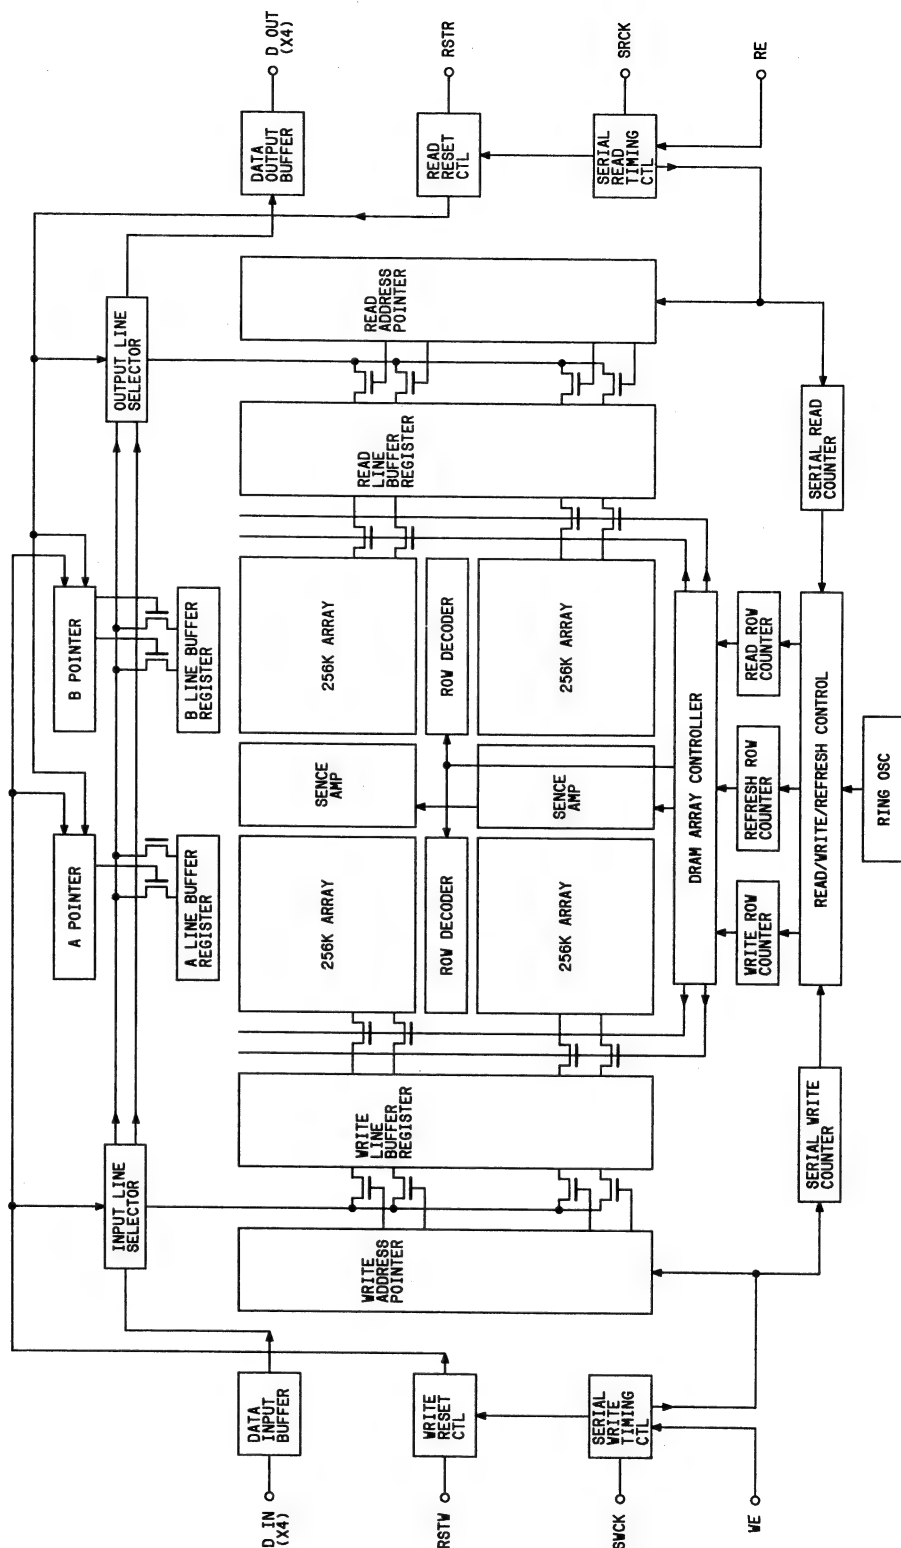 D OUT
(X4)
RSTR
SRCK
RE
DATA
OUTPUT
BUFFER
READ
RESET
CTL
SERIAL
READ
TIMING
CTL
OUTPUT LINE
SELECTOR
READ
ADDRESS
POINTER
READ
LINE
BUFFER
REGISTER
SERIAL READ
COUNTER
B POINTER
B LINE BUFFER
REGISTER
256K ARRAY
ROW DECODER
256K ARRAY
READ ROW
COUNTER
SENCE
AMP
SENCE
AMP
DRAM ARRAY CONTROLLER
REFRESH ROW
COUNTER
READ/WRITE/REFRESH CONTROL
RING OSC
A POINTER
A LINE BUFFER
REGISTER
256K ARRAY
ROW DECODER
256K ARRAY
WRITE ROW
COUNTER
INPUT LINE
SELECTOR
WRITE
LINE
BUFFER
REGISTER
WRITE
ADDRESS
POINTER
SERIAL WRITE
COUNTER
DATA
INPUT
BUFFER
WRITE
RESET
CTL
SERIAL
WRITE
TIMING
CTL
D IN
(X4)
RSTW
SWCK
WE